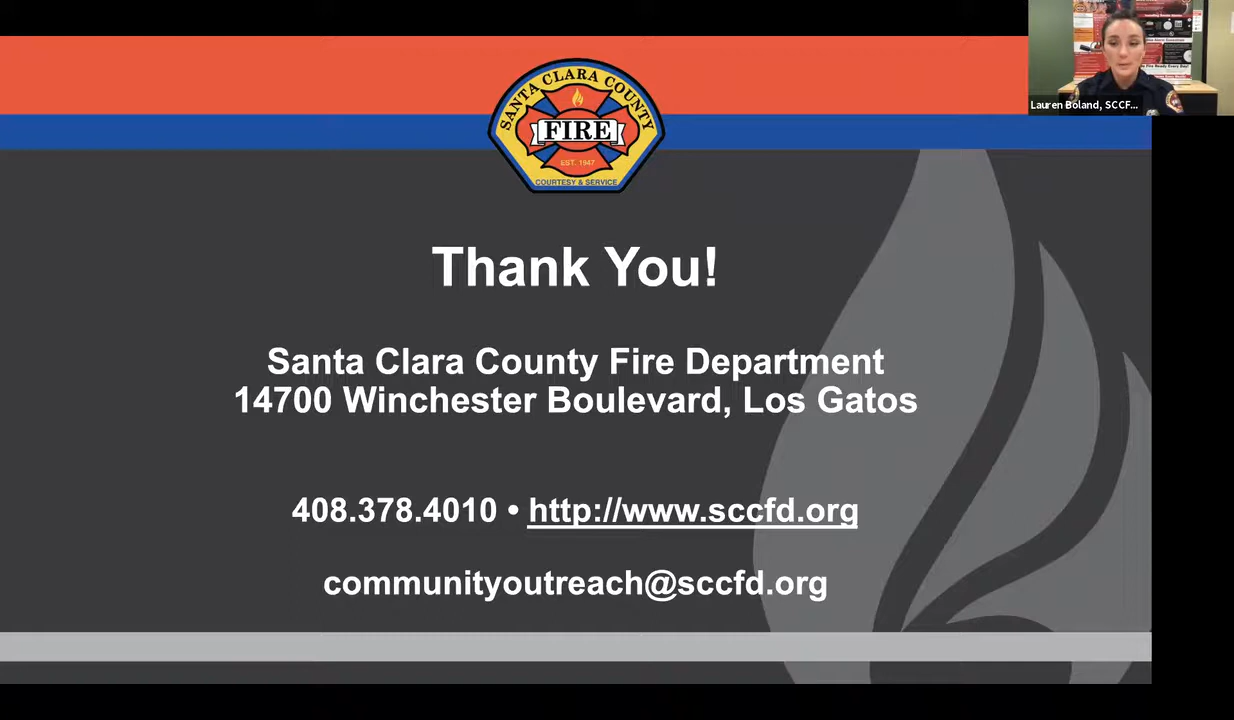 SANTA CLARA COUNTY
FIRE
EST. 1947
COURTESY & SERVICE
Lauren Boland, SCCF...
Thank You!
Santa Clara County Fire Department
14700 Winchester Boulevard, Los Gatos
408.378.4010 • http://www.sccfd.org
communityoutreach@sccfd.org